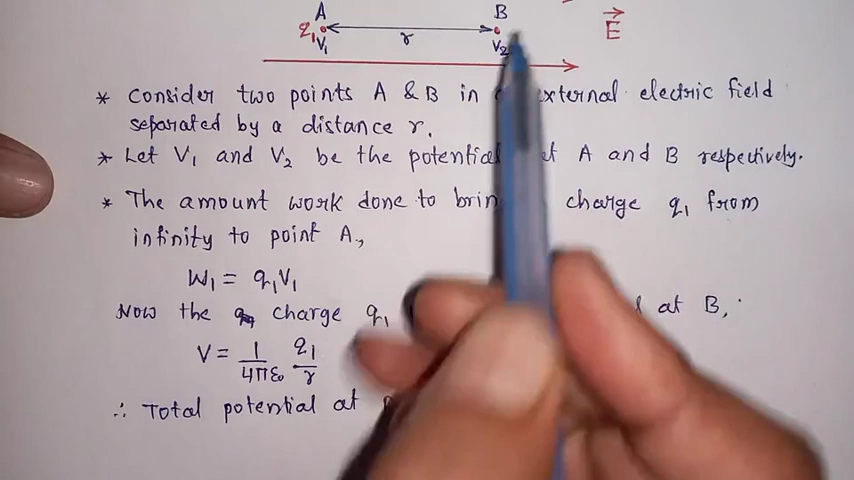 A B
q₁ V₁ r V₂ E
* Consider two points A & B in external electric field
separated by a distance r.
* Let V₁ and V₂ be the potential at A and B respectively.
* The amount work done to charge q₁ from
infinity to point A,
W₁ = q₁V₁
Now the charge q₁ at B,
V = 1/4πε₀ q₁/r
∴ Total potential at